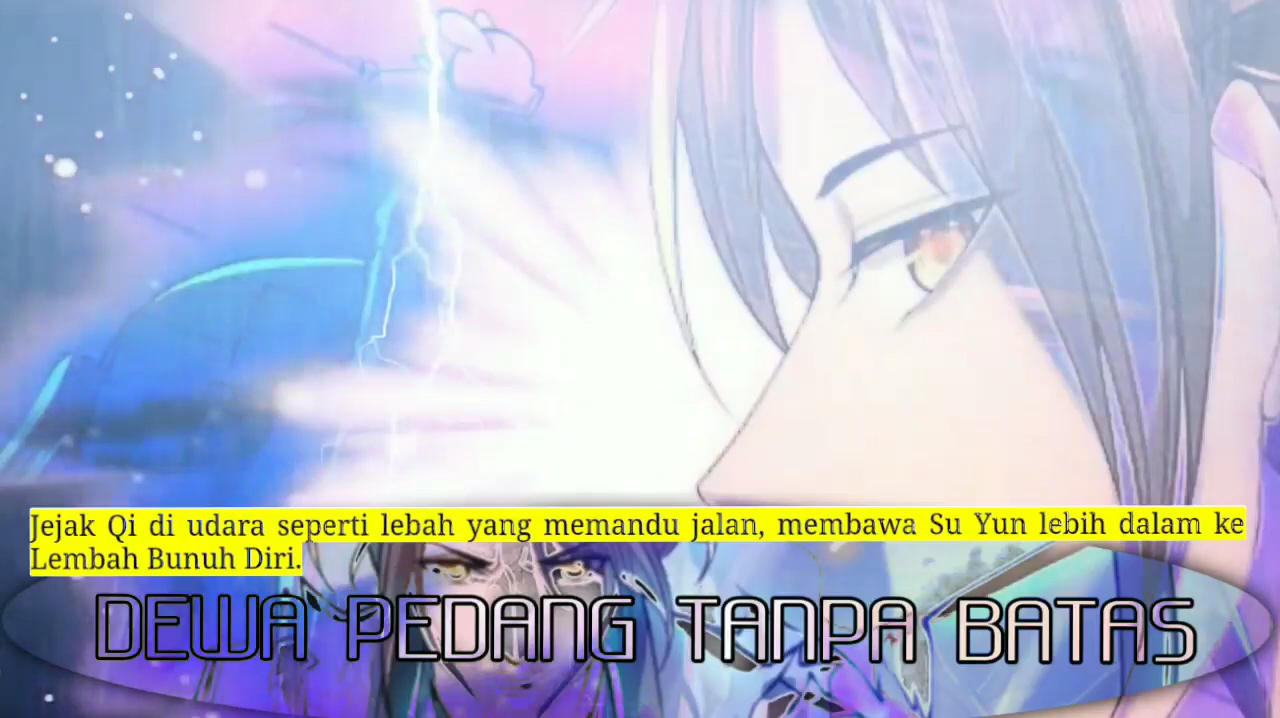 Jejak Qi di udara seperti lebah yang memandu jalan, membawa Su Yun lebih dalam ke
Lembah Bunuh Diri.
DEWA PEDANG TANPA BATAS